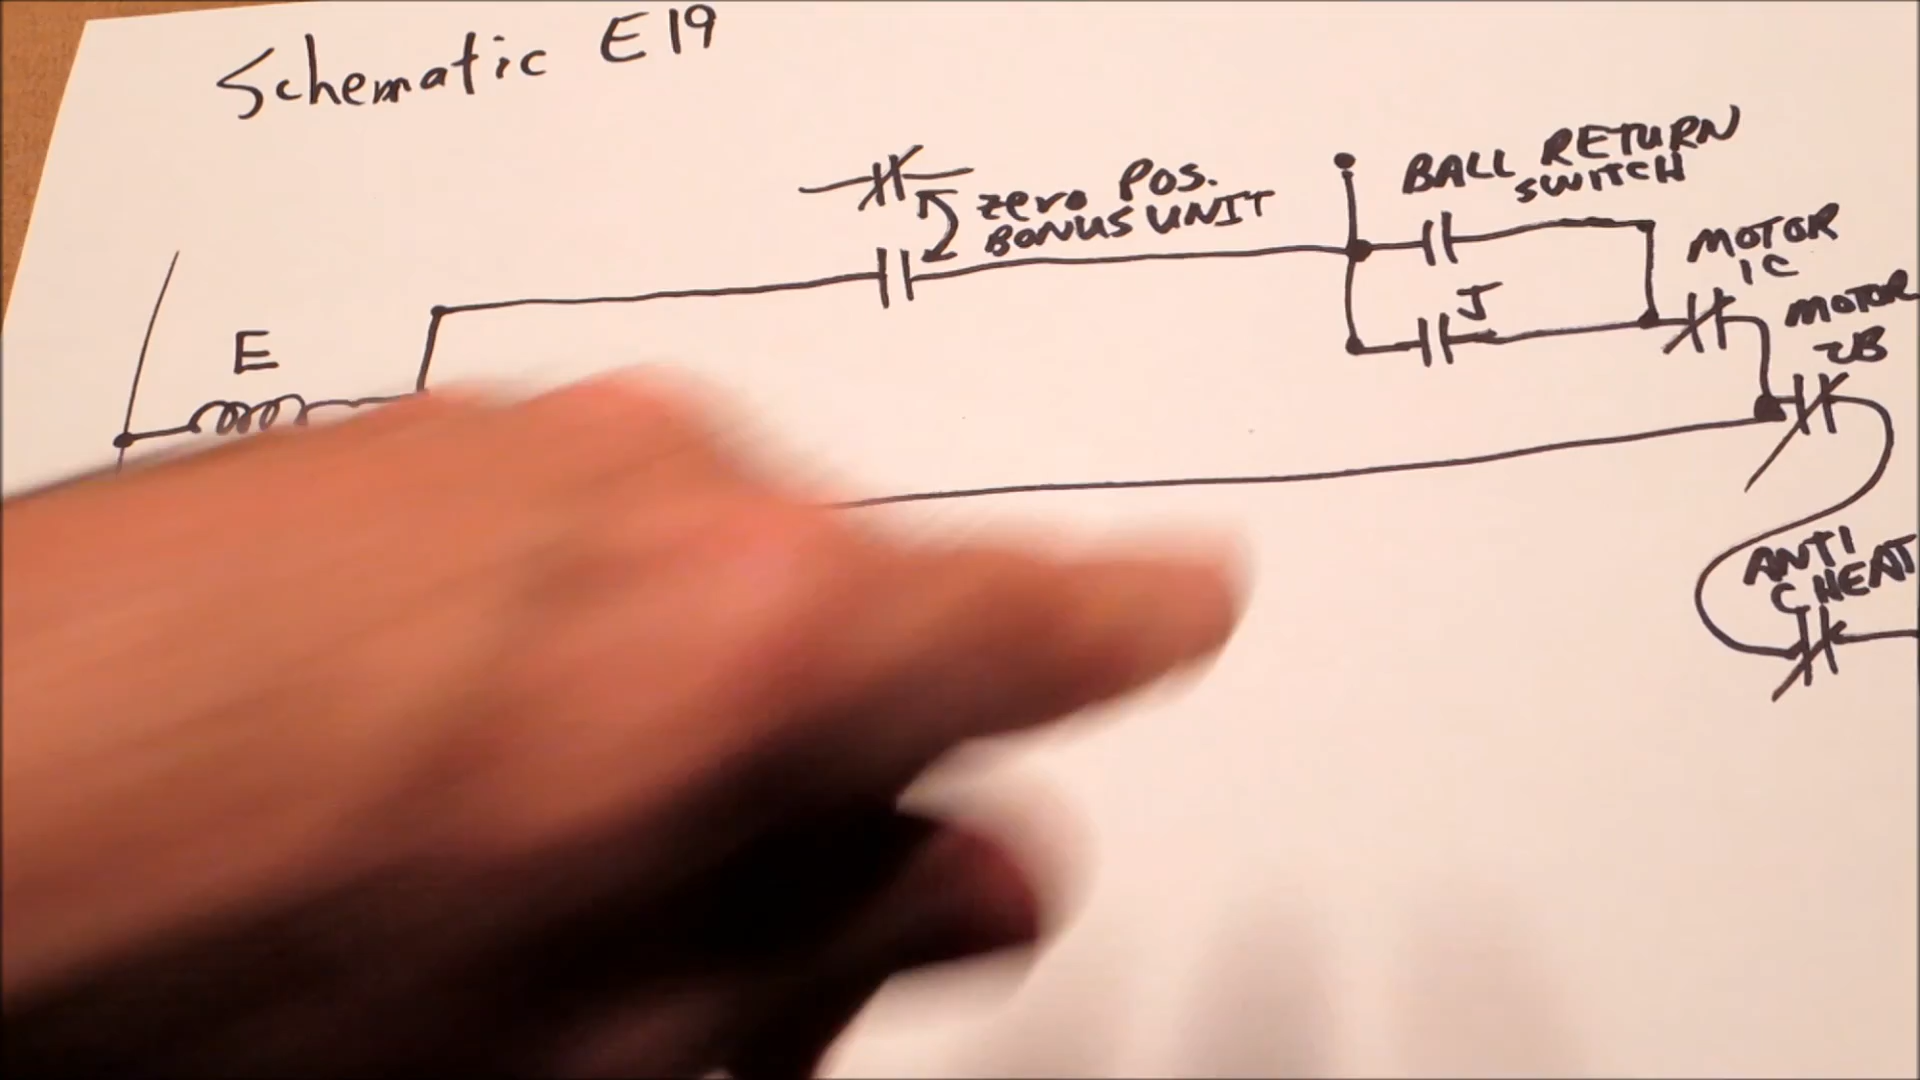 Schematic E19
zero Pos.
BONUS UNIT
BALL RETURN
SWITCH
MOTOR
1C
MOTOR
2B
E
J
ANTI
CHEAT